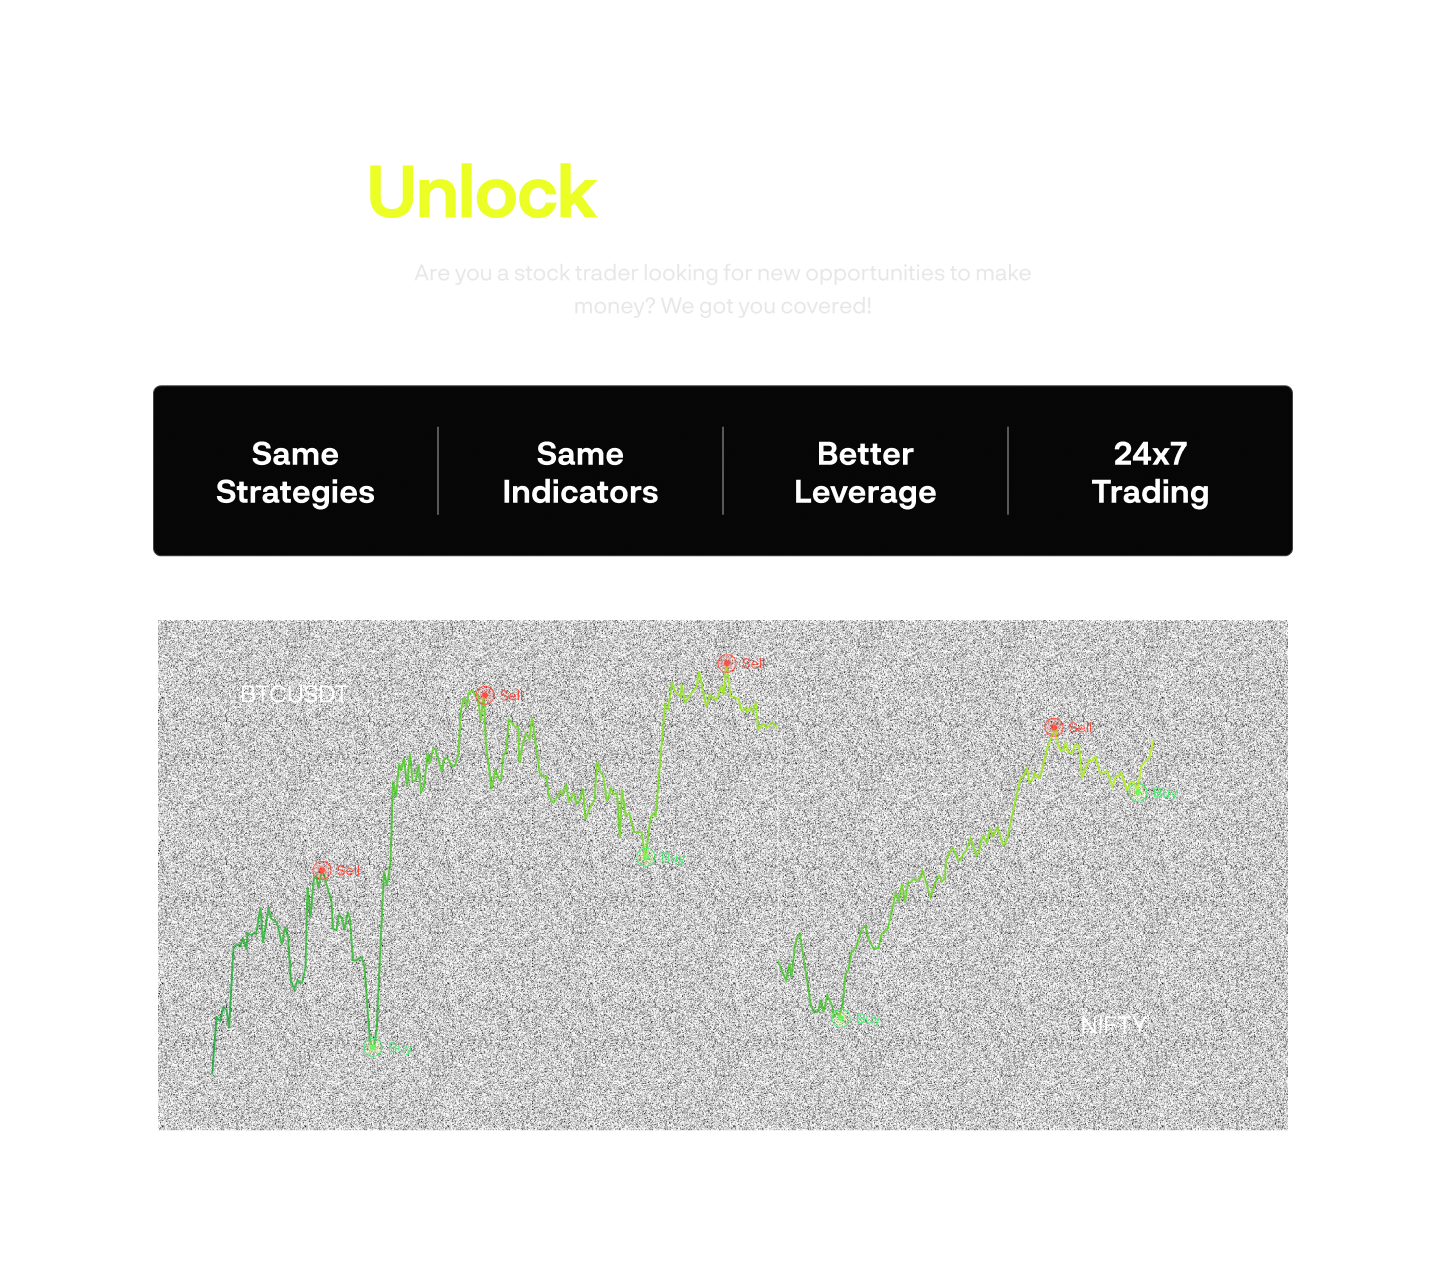 Unlock
Are you a stock trader looking for new opportunities to make
money? We got you covered!
Same
Strategies
Same
Indicators
Better
Leverage
24x7
Trading
BTCUSDT
Sell
Sell
Sell
Sell
Buy
Buy
Buy
Buy
NIFTY